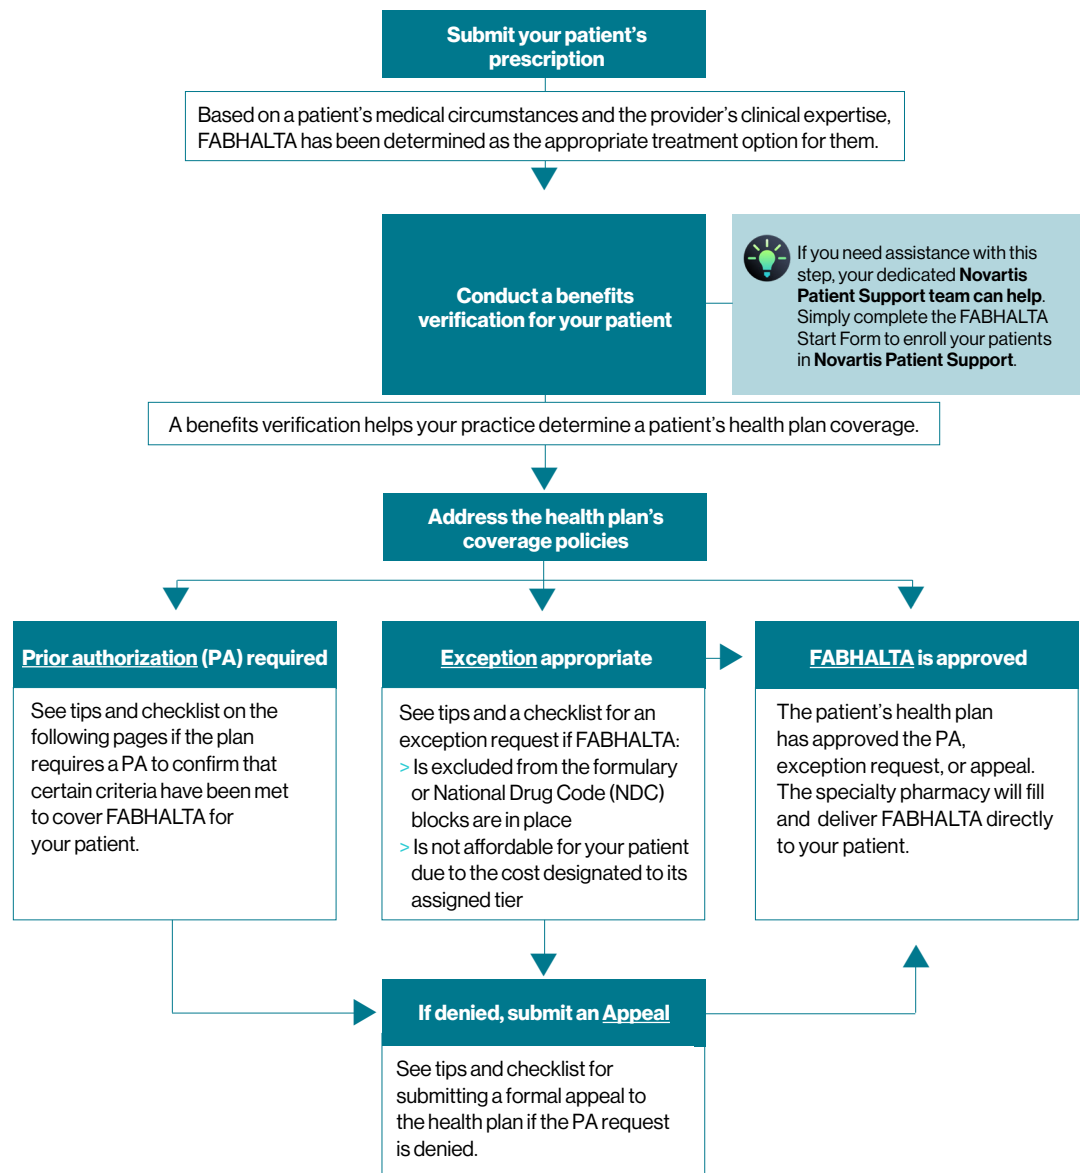 Submit your patient's
prescription
Based on a patient's medical circumstances and the provider's clinical expertise,
FABHALTA has been determined as the appropriate treatment option for them.
Conduct a benefits
verification for your patient
If you need assistance with this
step, your dedicated Novartis
Patient Support team can help.
Simply complete the FABHALTA
Start Form to enroll your patients
in Novartis Patient Support.
A benefits verification helps your practice determine a patient's health plan coverage.
Address the health plan's
coverage policies
Prior authorization (PA) required
See tips and checklist on the
following pages if the plan
requires a PA to confirm that
certain criteria have been met
to cover FABHALTA for
your patient.
Exception appropriate
See tips and a checklist for an
exception request if FABHALTA:
> Is excluded from the formulary
or National Drug Code (NDC)
blocks are in place
> Is not affordable for your patient
due to the cost designated to its
assigned tier
FABHALTA is approved
The patient's health plan
has approved the PA,
exception request, or appeal.
The specialty pharmacy will fill
and deliver FABHALTA directly
to your patient.
If denied, submit an Appeal
See tips and checklist for
submitting a formal appeal to
the health plan if the PA request
is denied.